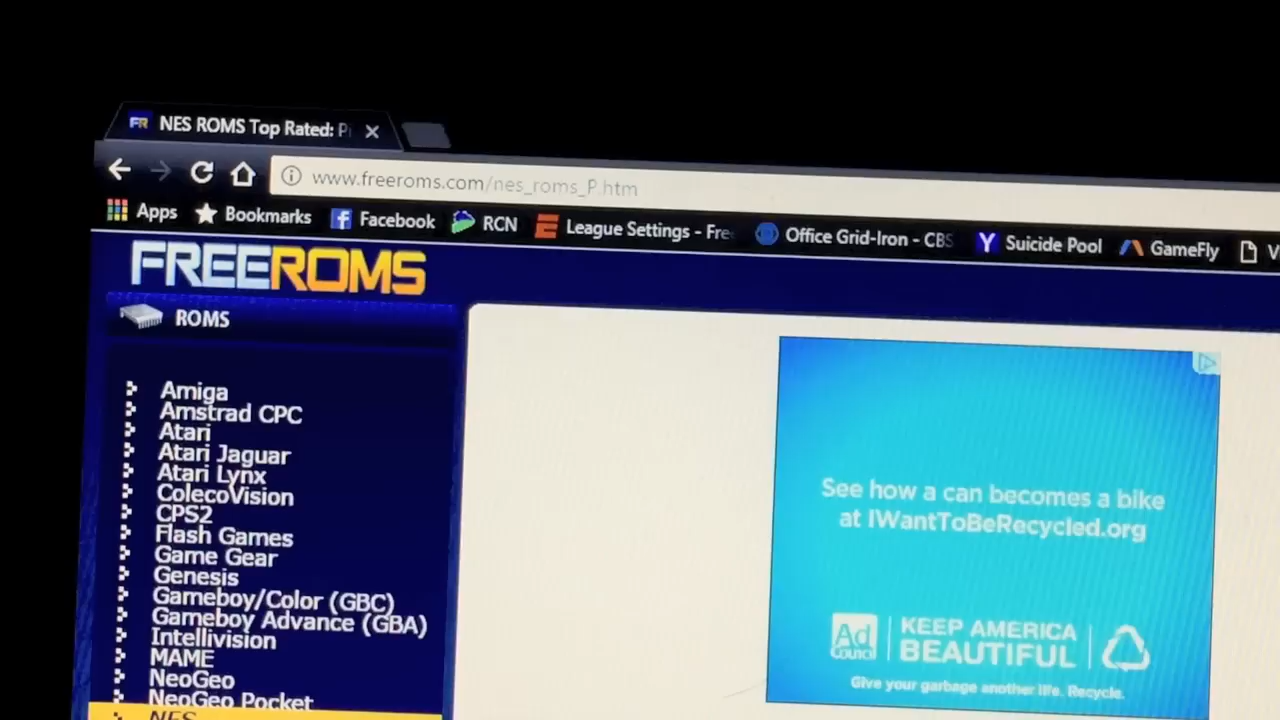 FR NES ROMS Top Rated: P
www.freeroms.com/nes_roms_P.htm
Apps Bookmarks Facebook RCN League Settings - Fre Office Grid-Iron - CBS Y Suicide Pool GameFly V
FREEROMS
ROMS
Amiga
Amstrad CPC
Atari
Atari Jaguar
Atari Lynx
ColecoVision
CPS2
Flash Games
Game Gear
Genesis
Gameboy/Color (GBC)
Gameboy Advance (GBA)
Intellivision
MAME
NeoGeo
NeoGeo Pocket
NES
See how a can becomes a bike
at IWantToBeRecycled.org
Ad Council
KEEP AMERICA
BEAUTIFUL
Give your garbage another life. Recycle.